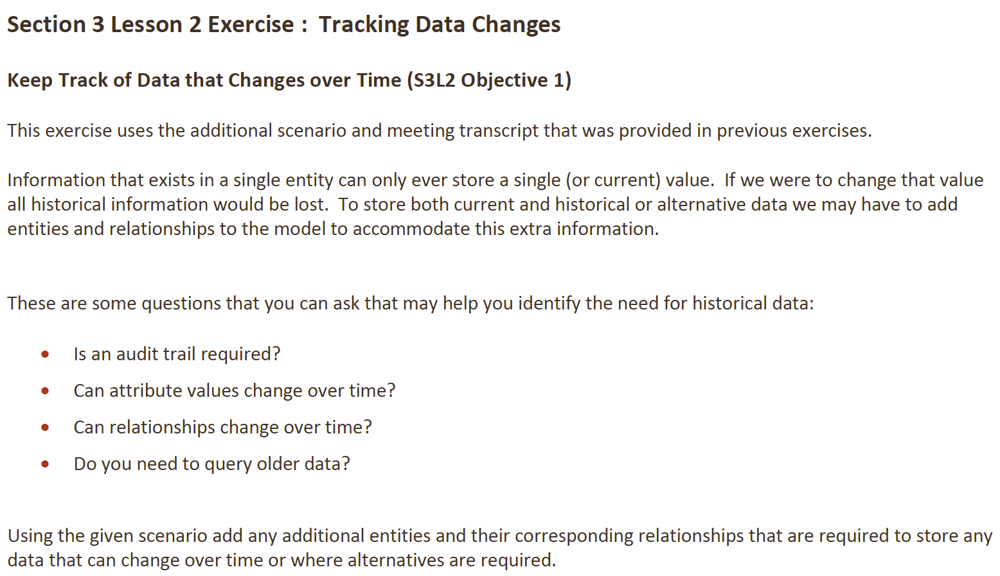 Section 3 Lesson 2 Exercise :  Tracking Data Changes
Keep Track of Data that Changes over Time (S3L2 Objective 1)
This exercise uses the additional scenario and meeting transcript that was provided in previous exercises.
Information that exists in a single entity can only ever store a single (or current) value.  If we were to change that value
all historical information would be lost.  To store both current and historical or alternative data we may have to add
entities and relationships to the model to accommodate this extra information.
These are some questions that you can ask that may help you identify the need for historical data:
• Is an audit trail required?
• Can attribute values change over time?
• Can relationships change over time?
• Do you need to query older data?
Using the given scenario add any additional entities and their corresponding relationships that are required to store any
data that can change over time or where alternatives are required.